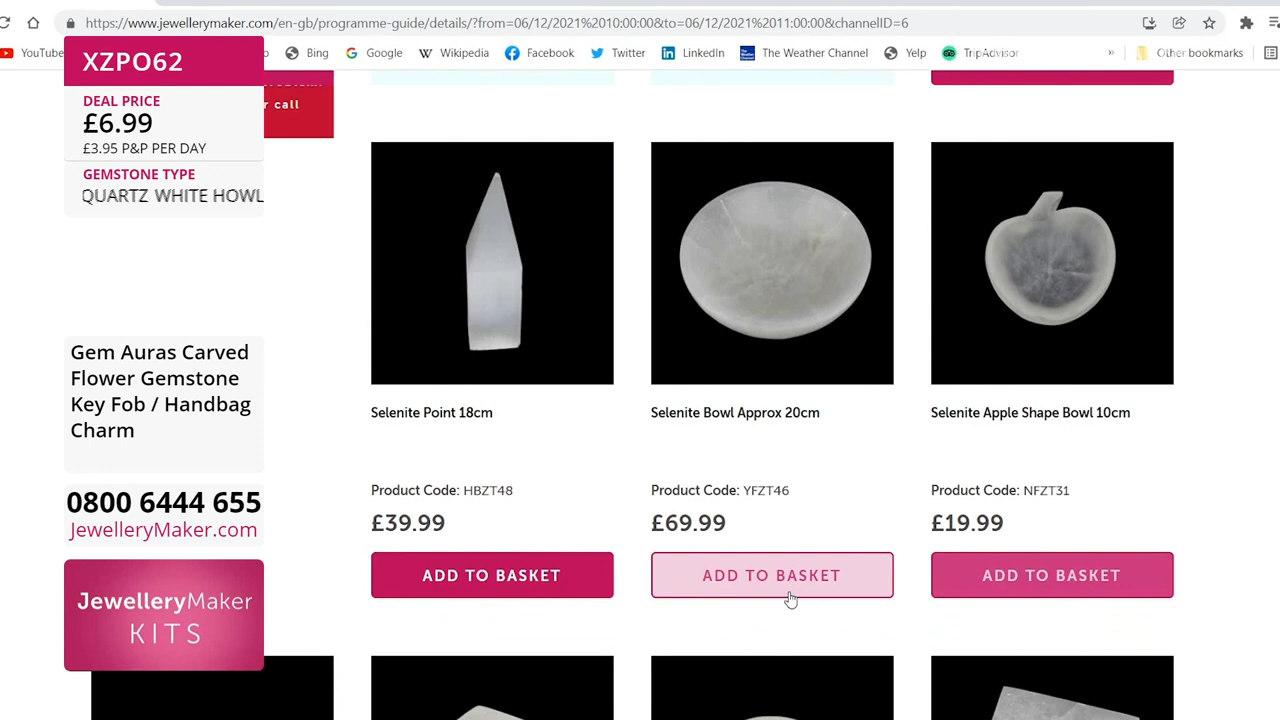 https://www.jewellerymaker.com/en-gb/programme-guide/details/?from=06/12/2021%2010:00:00&to=06/12/2021%2011:00:00&channelID=6
YouTube
Bing
Google
Wikipedia
Facebook
Twitter
LinkedIn
The Weather Channel
Yelp
TripAdvisor
»
Other bookmarks
XZPO62
DEAL PRICE
£6.99
£3.95 P&P PER DAY
GEMSTONE TYPE
QUARTZ WHITE HOWL
r call
Gem Auras Carved
Flower Gemstone
Key Fob / Handbag
Charm
0800 6444 655
JewelleryMaker.com
JewelleryMaker
KITS
Selenite Point 18cm
Product Code: HBZT48
£39.99
ADD TO BASKET
Selenite Bowl Approx 20cm
Product Code: YFZT46
£69.99
ADD TO BASKET
Selenite Apple Shape Bowl 10cm
Product Code: NFZT31
£19.99
ADD TO BASKET